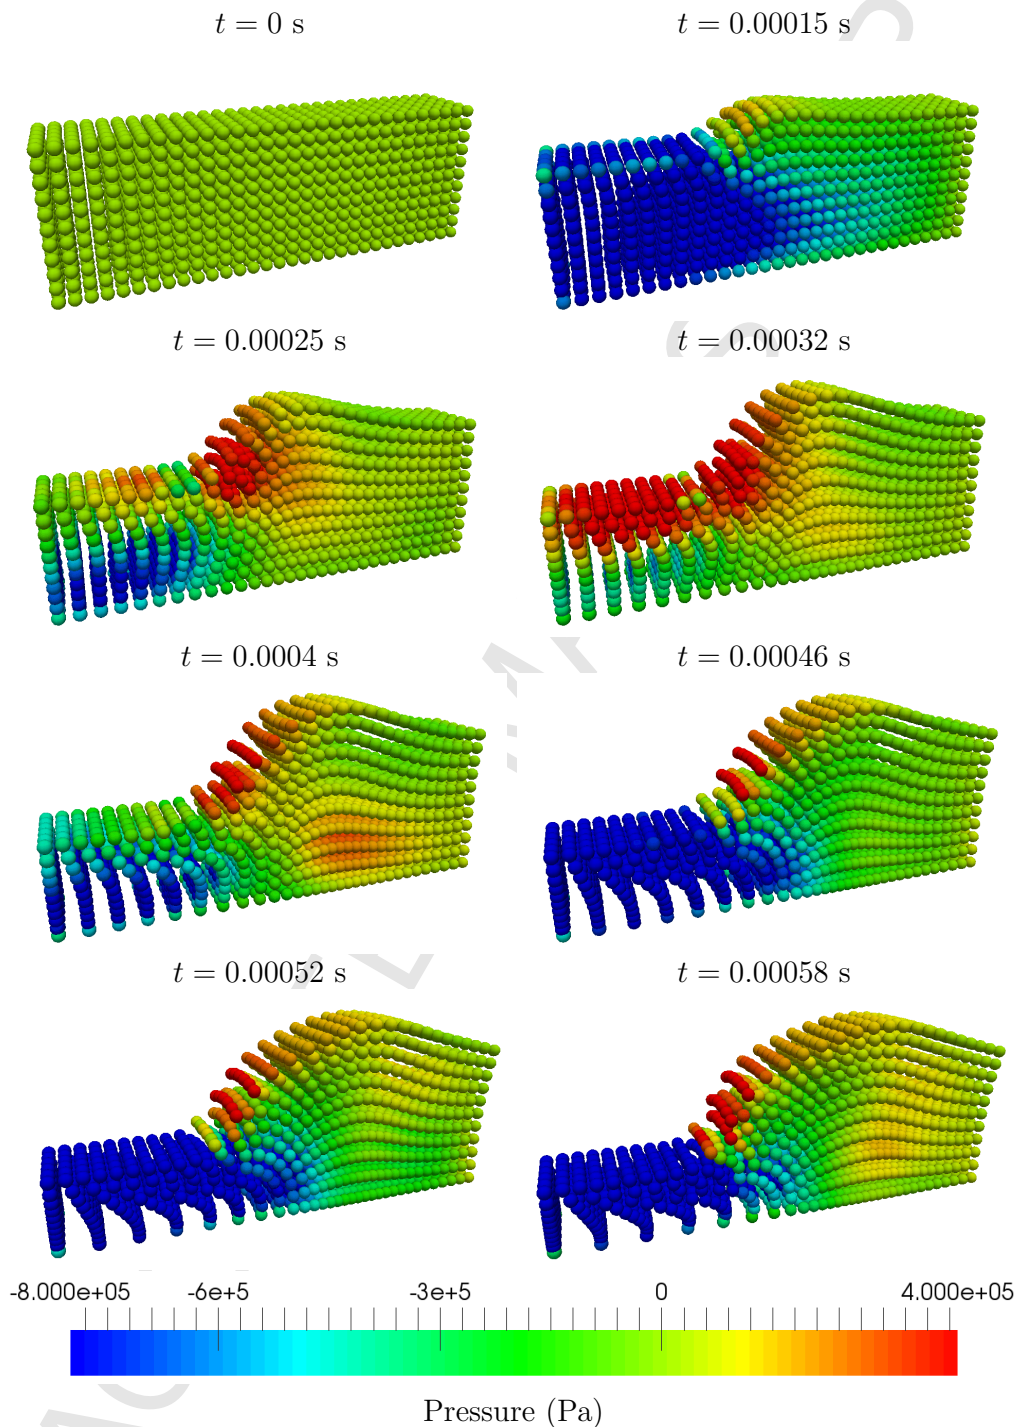 t = 0 s
t = 0.00015 s
t = 0.00025 s
t = 0.00032 s
t = 0.0004 s
t = 0.00046 s
t = 0.00052 s
t = 0.00058 s
-8.000e+05 -6e+5 -3e+5 0 4.000e+05
Pressure (Pa)